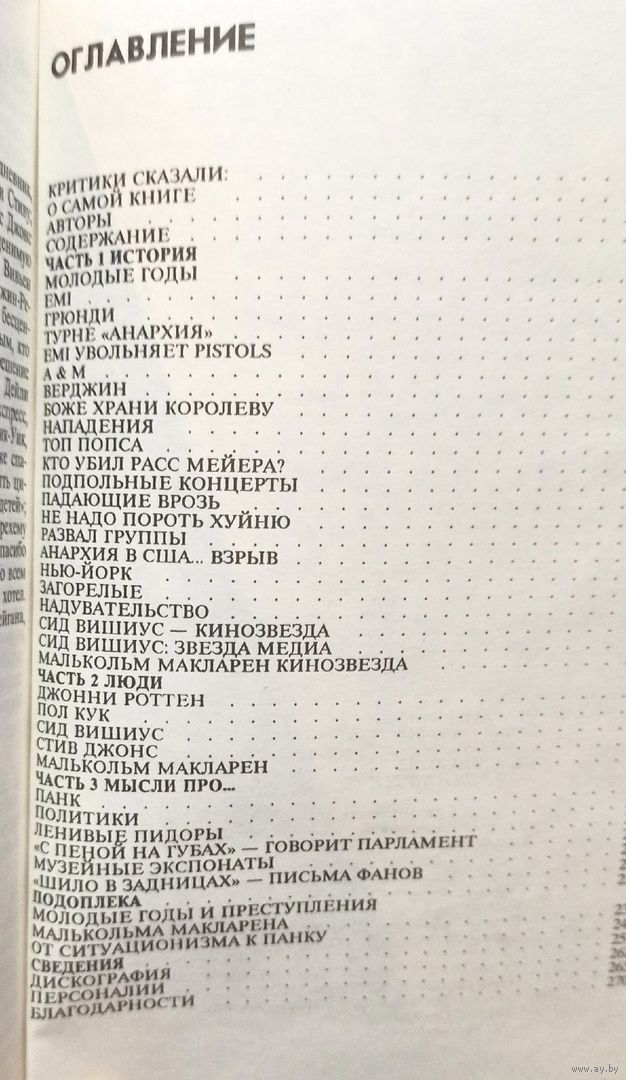 ОГЛАВЛЕНИЕ
КРИТИКИ СКАЗАЛИ:
О САМОЙ КНИГЕ
АВТОРЫ
СОДЕРЖАНИЕ
ЧАСТЬ 1 ИСТОРИЯ
МОЛОДЫЕ ГОДЫ
EMI
ГРЮНДИ
ТУРНЕ «АНАРХИЯ»
EMI УВОЛЬНЯЕТ PISTOLS
A & M
ВЕРДЖИН
БОЖЕ ХРАНИ КОРОЛЕВУ
НАПАДЕНИЯ
ТОП ПОПСА
КТО УБИЛ РАСС МЕЙЕРА?
ПОДПОЛЬНЫЕ КОНЦЕРТЫ
ПАДАЮЩИЕ ВРОЗЬ
НЕ НАДО ПОРОТЬ ХУЙНЮ
РАЗВАЛ ГРУППЫ
АНАРХИЯ В США... ВЗРЫВ
НЬЮ-ЙОРК
ЗАГОРЕЛЫЕ
НАДУВАТЕЛЬСТВО
СИД ВИШИУС — КИНОЗВЕЗДА
СИД ВИШИУС: ЗВЕЗДА МЕДИА
МАЛЬКОЛЬМ МАКЛАРЕН КИНОЗВЕЗДА
ЧАСТЬ 2 ЛЮДИ
ДЖОННИ РОТТЕН
ПОЛ КУК
СИД ВИШИУС
СТИВ ДЖОНС
МАЛЬКОЛЬМ МАКЛАРЕН
ЧАСТЬ 3 МЫСЛИ ПРО...
ПАНК
ПОЛИТИКИ
ЛЕНИВЫЕ ПИДОРЫ
«С ПЕНОЙ НА ГУБАХ» — ГОВОРИТ ПАРЛАМЕНТ
МУЗЕЙНЫЕ ЭКСПОНАТЫ
«ШИЛО В ЗАДНИЦАХ» — ПИСЬМА ФАНОВ
ПОДОПЛЕКА
МОЛОДЫЕ ГОДЫ И ПРЕСТУПЛЕНИЯ
МАЛЬКОЛЬМА МАКЛАРЕНА
ОТ СИТУАЦИОНИЗМА К ПАНКУ
СВЕДЕНИЯ
ДИСКОГРАФИЯ
ПЕРСОНАЛИИ
БЛАГОДАРНОСТИ
www.ay.by